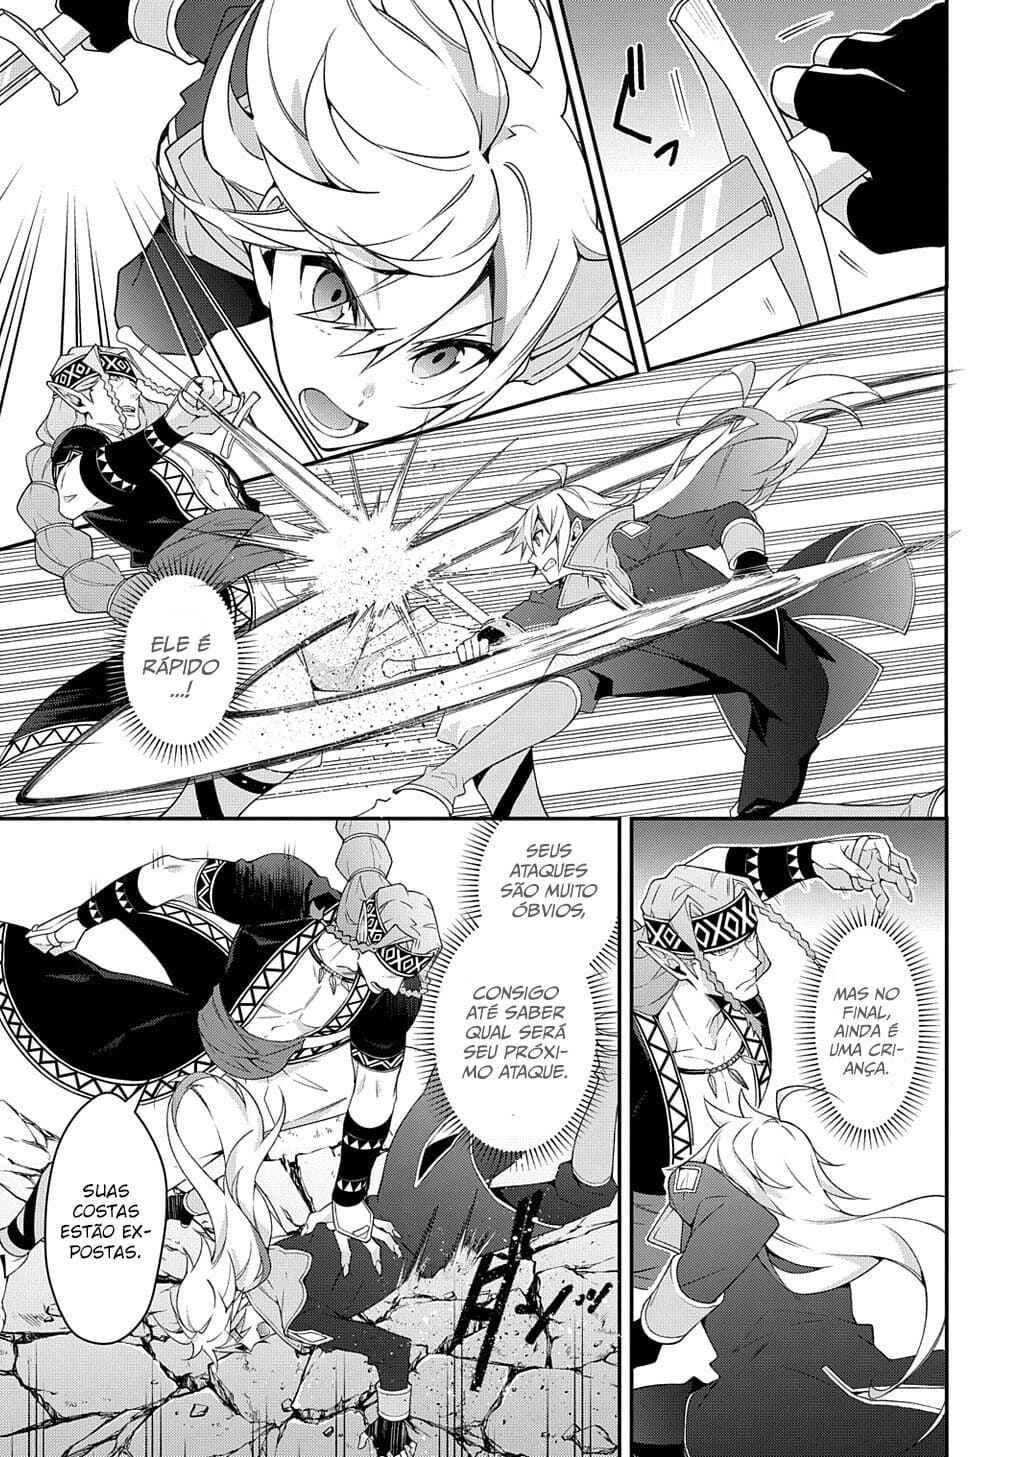 ELE É
RÁPIDO
...!
MAS NO
FINAL,
AINDA É
UMA CRI-
ANÇA.
SEUS
ATAQUES
SÃO MUITO
ÓBVIOS,
CONSIGO
ATÉ SABER
QUAL SERÁ
SEU PRÓXI-
MO ATAQUE.
SUAS
COSTAS
ESTÃO EX-
POSTAS.